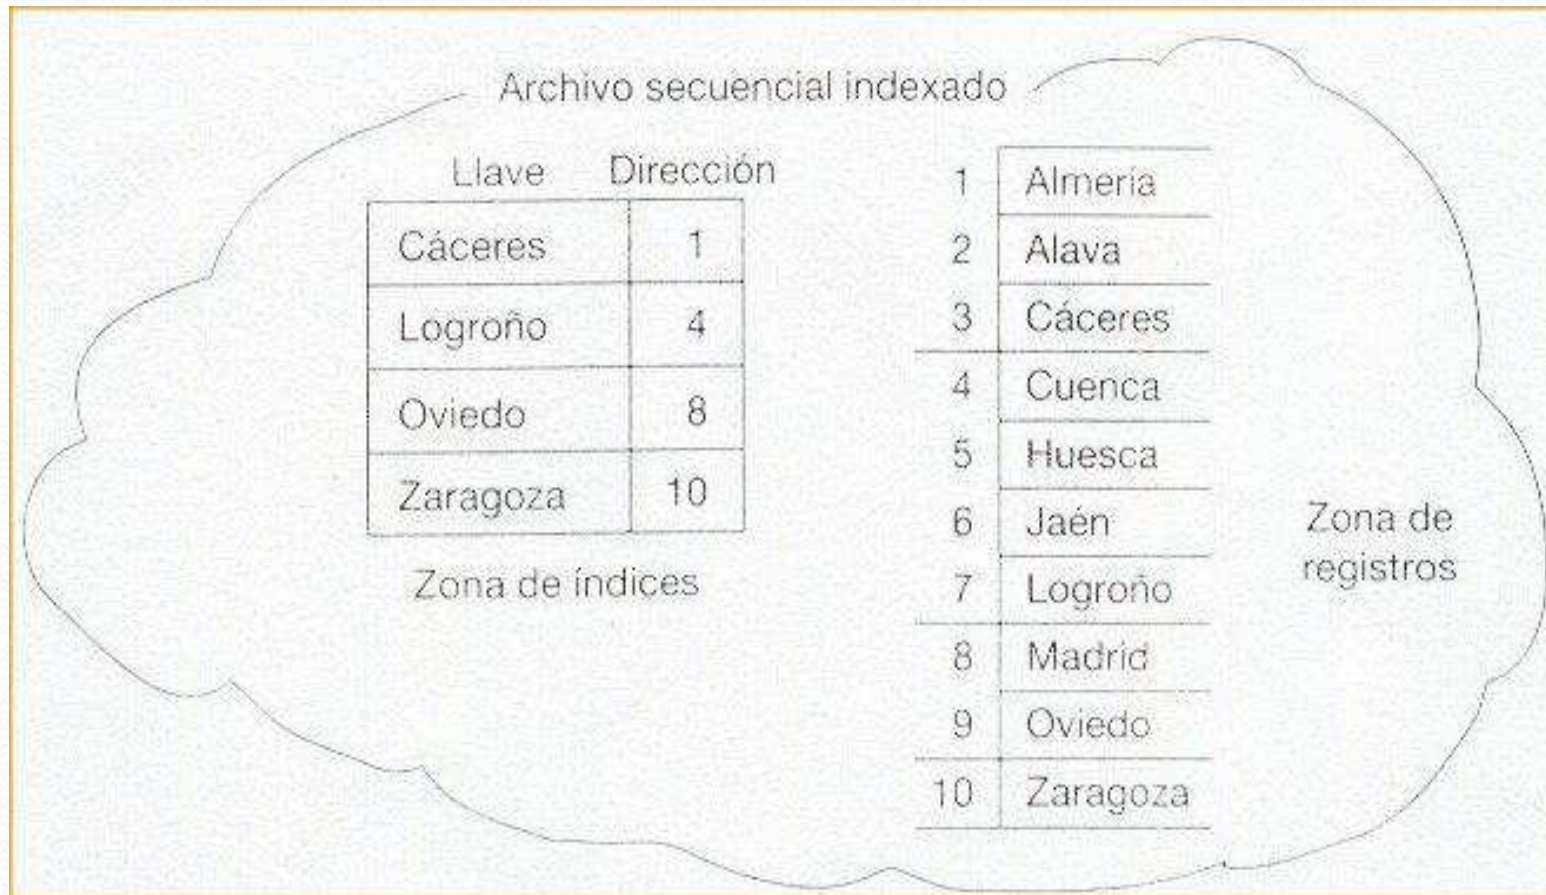 Archivo secuencial indexado
Llave Dirección
Cáceres 1
Logroño 4
Oviedo 8
Zaragoza 10
Zona de índices
1 Almería
2 Alava
3 Cáceres
4 Cuenca
5 Huesca
6 Jaén
7 Logroño
8 Madrid
9 Oviedo
10 Zaragoza
Zona de
registros